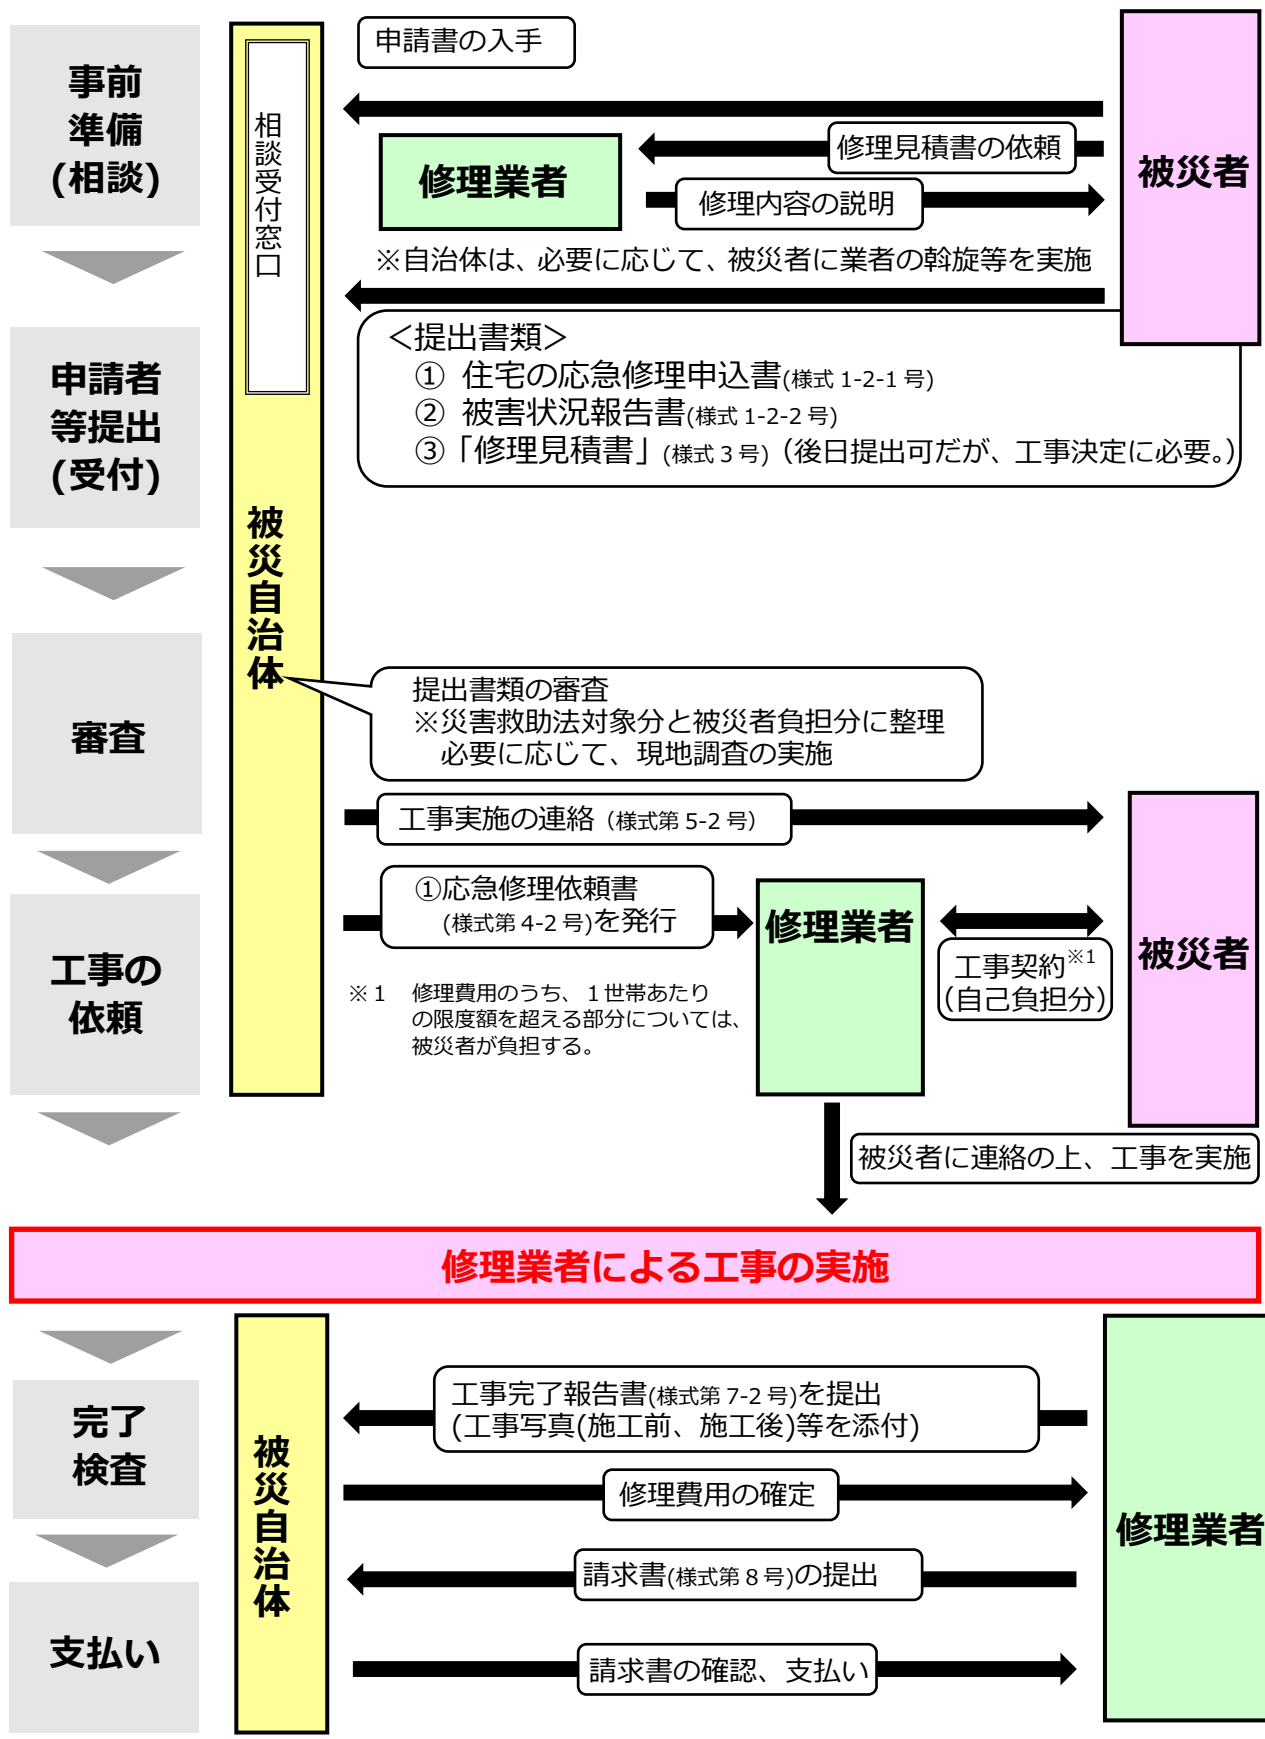 事前
準備
(相談)
相談受付窓口
申請書の入手
修理業者
修理見積書の依頼
修理内容の説明
被災者
※自治体は、必要に応じて、被災者に業者の斡旋等を実施
申請者
等提出
(受付)
＜提出書類＞
① 住宅の応急修理申込書(様式 1-2-1 号)
② 被害状況報告書(様式 1-2-2 号)
③「修理見積書」(様式 3 号)（後日提出可だが、工事決定に必要。）
被災自治体
審査
提出書類の審査
※災害救助法対象分と被災者負担分に整理
必要に応じて、現地調査の実施
工事実施の連絡（様式第 5-2 号）
工事の
依頼
①応急修理依頼書
(様式第 4-2 号)を発行
修理業者
工事契約※1
（自己負担分）
被災者
※１ 修理費用のうち、１世帯あたり
の限度額を超える部分については、
被災者が負担する。
被災者に連絡の上、工事を実施
修理業者による工事の実施
完了
検査
被災自治体
工事完了報告書(様式第 7-2 号)を提出
(工事写真(施工前、施工後)等を添付)
修理費用の確定
修理業者
請求書(様式第 8 号)の提出
支払い
請求書の確認、支払い